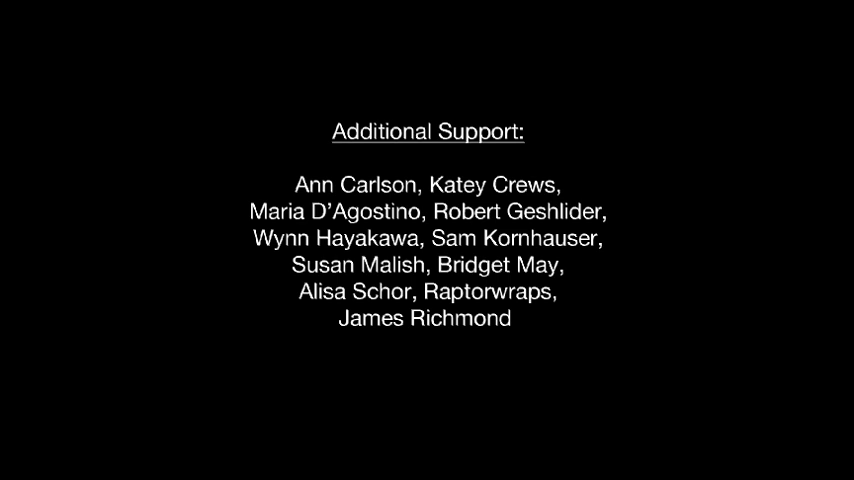 Additional Support:
Ann Carlson, Katey Crews,
Maria D’Agostino, Robert Geshlider,
Wynn Hayakawa, Sam Kornhauser,
Susan Malish, Bridget May,
Alisa Schor, Raptorwraps,
James Richmond